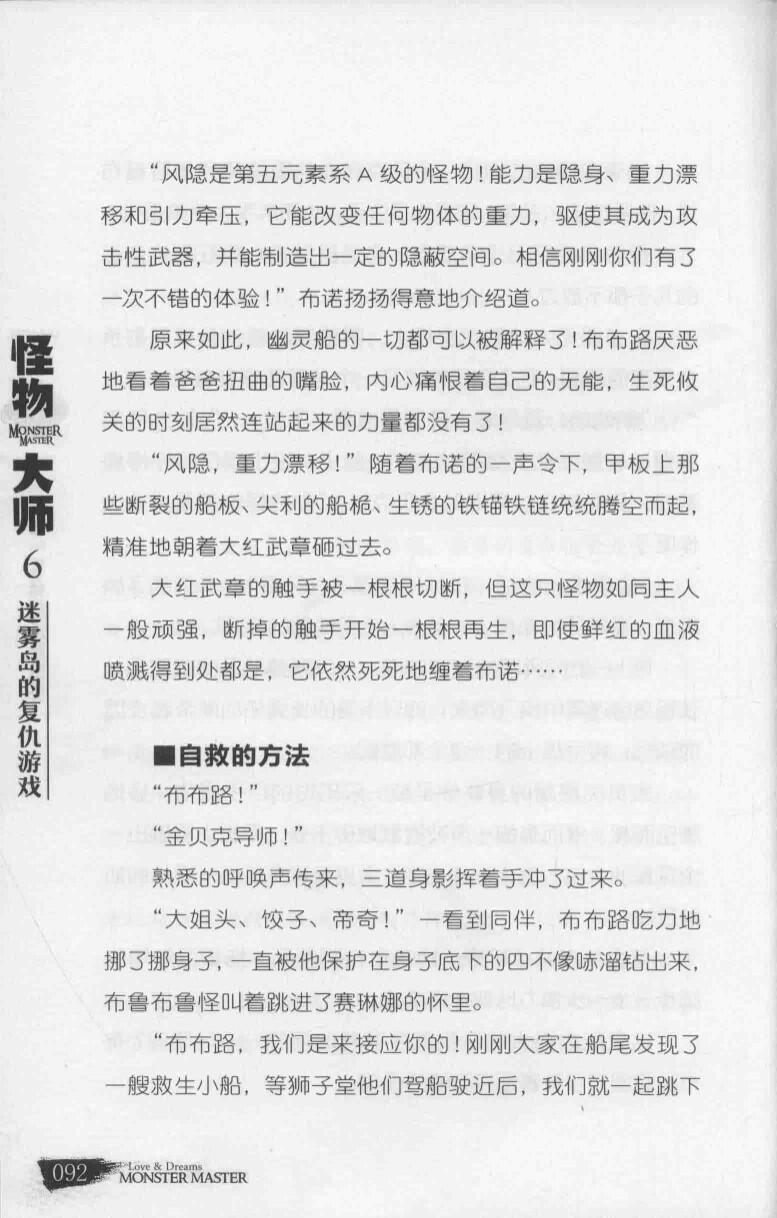 “风隐是第五元素系 A 级的怪物！能力是隐身、重力漂
移和引力牵压，它能改变任何物体的重力，驱使其成为攻
击性武器，并能制造出一定的隐蔽空间。相信刚刚你们有了
一次不错的体验！”布诺扬扬得意地介绍道。
原来如此，幽灵船的一切都可以被解释了！布布路厌恶
地看着爸爸扭曲的嘴脸，内心痛恨着自己的无能，生死攸
关的时刻居然连站起来的力量都没有了！
“风隐，重力漂移！”随着布诺的一声令下，甲板上那
些断裂的船板、尖利的船桅、生锈的铁锚铁链统统腾空而起，
精准地朝着大红武章砸过去。
大红武章的触手被一根根切断，但这只怪物如同主人
一般顽强，断掉的触手开始一根根再生，即使鲜红的血液
喷溅得到处都是，它依然死死地缠着布诺……
■自救的方法
“布布路！”
“金贝克导师！”
熟悉的呼唤声传来，三道身影挥着手冲了过来。
“大姐头、饺子、帝奇！”一看到同伴，布布路吃力地
挪了挪身子，一直被他保护在身子底下的四不像哧溜钻出来，
布鲁布鲁怪叫着跳进了赛琳娜的怀里。
“布布路，我们是来接应你的！刚刚大家在船尾发现了
一艘救生小船，等狮子堂他们驾船驶近后，我们就一起跳下
怪物
MONSTER
MASTER
大师
6
迷雾岛的复仇游戏
092
Love & Dreams
MONSTER MASTER